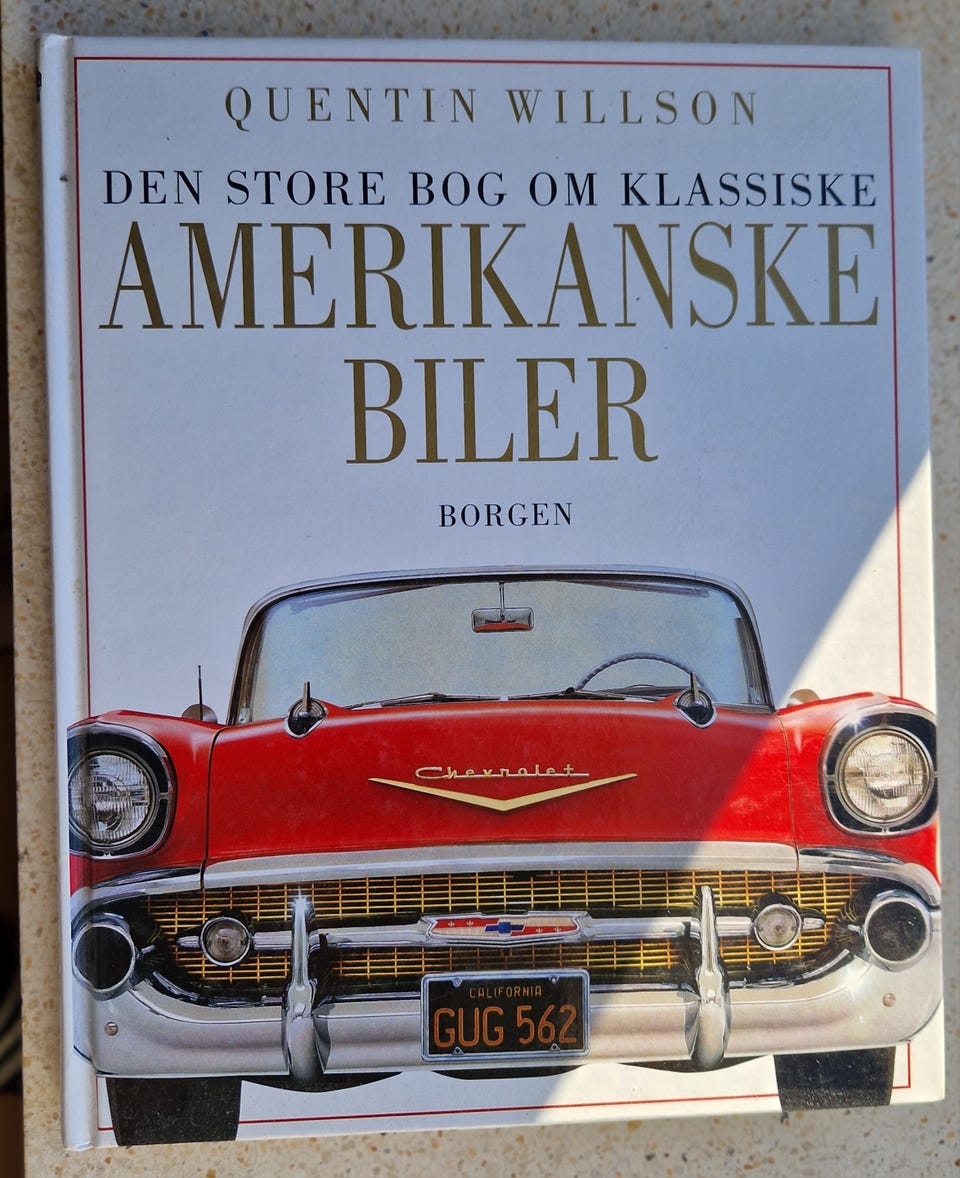 QUENTIN WILLSON
DEN STORE BOG OM KLASSISKE
AMERIKANSKE
BILER
BORGEN
Chevrolet
CALIFORNIA
GUG 562